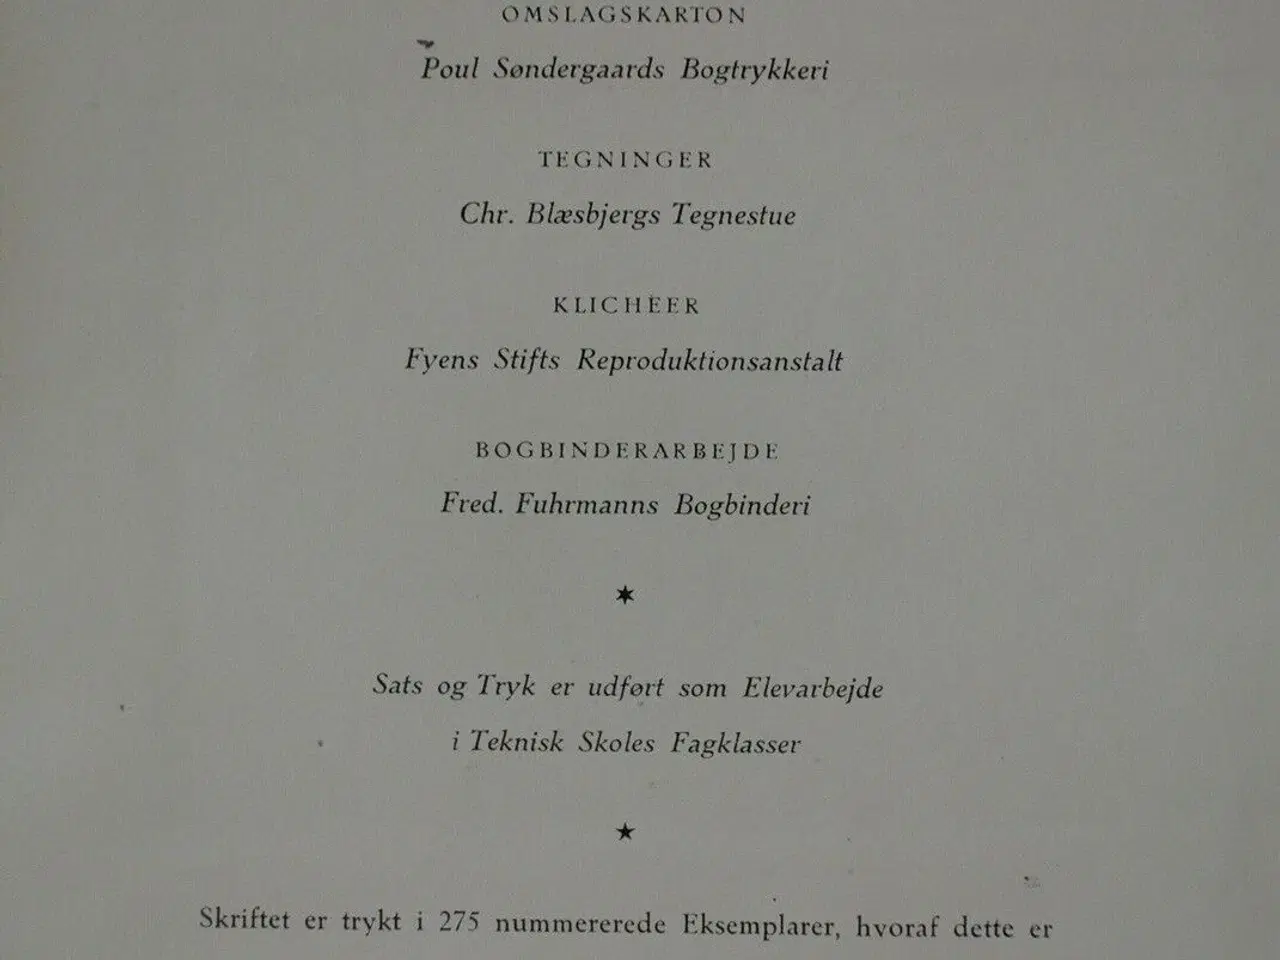 OMSLAGSKARTON
Poul Søndergaards Bogtrykkeri
TEGNINGER
Chr. Blæsbjergs Tegnestue
KLICHÉER
Fyens Stifts Reproduktionsanstalt
BOGBINDERARBEJDE
Fred. Fuhrmanns Bogbinderi
Sats og Tryk er udført som Elevarbejde
i Teknisk Skoles Fagklasser
Skriftet er trykt i 275 nummererede Eksemplarer, hvoraf dette er